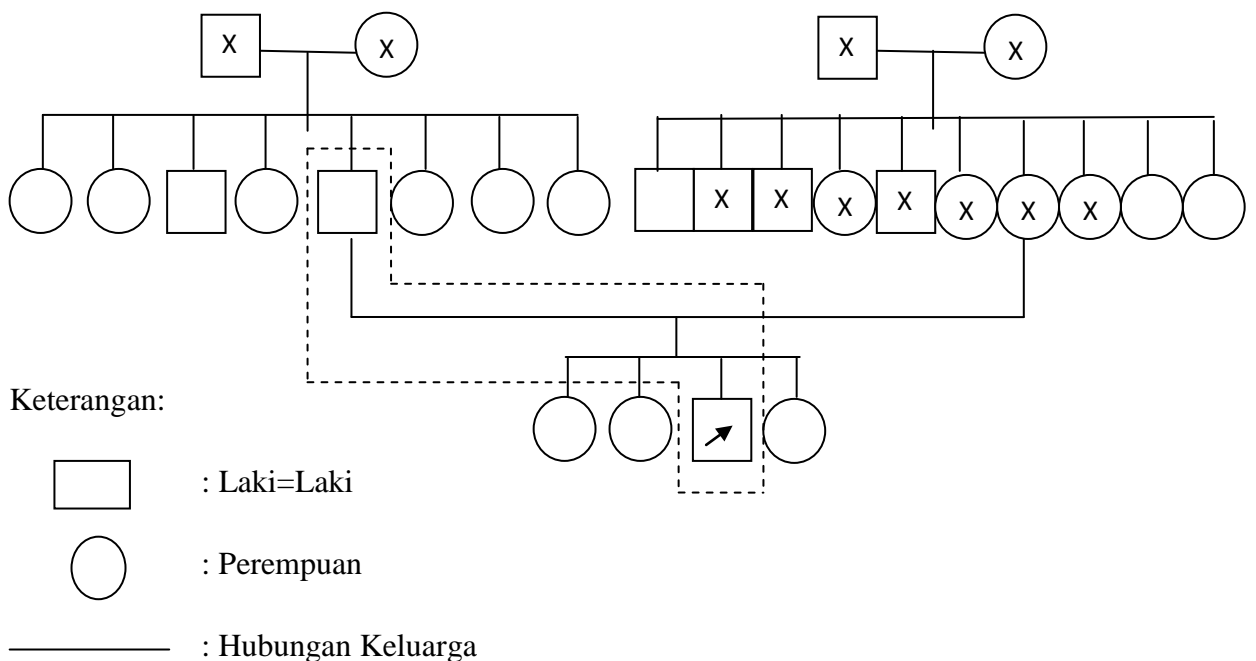 X X X X
X X X X X X X
Keterangan:
: Laki=Laki
: Perempuan
: Hubungan Keluarga